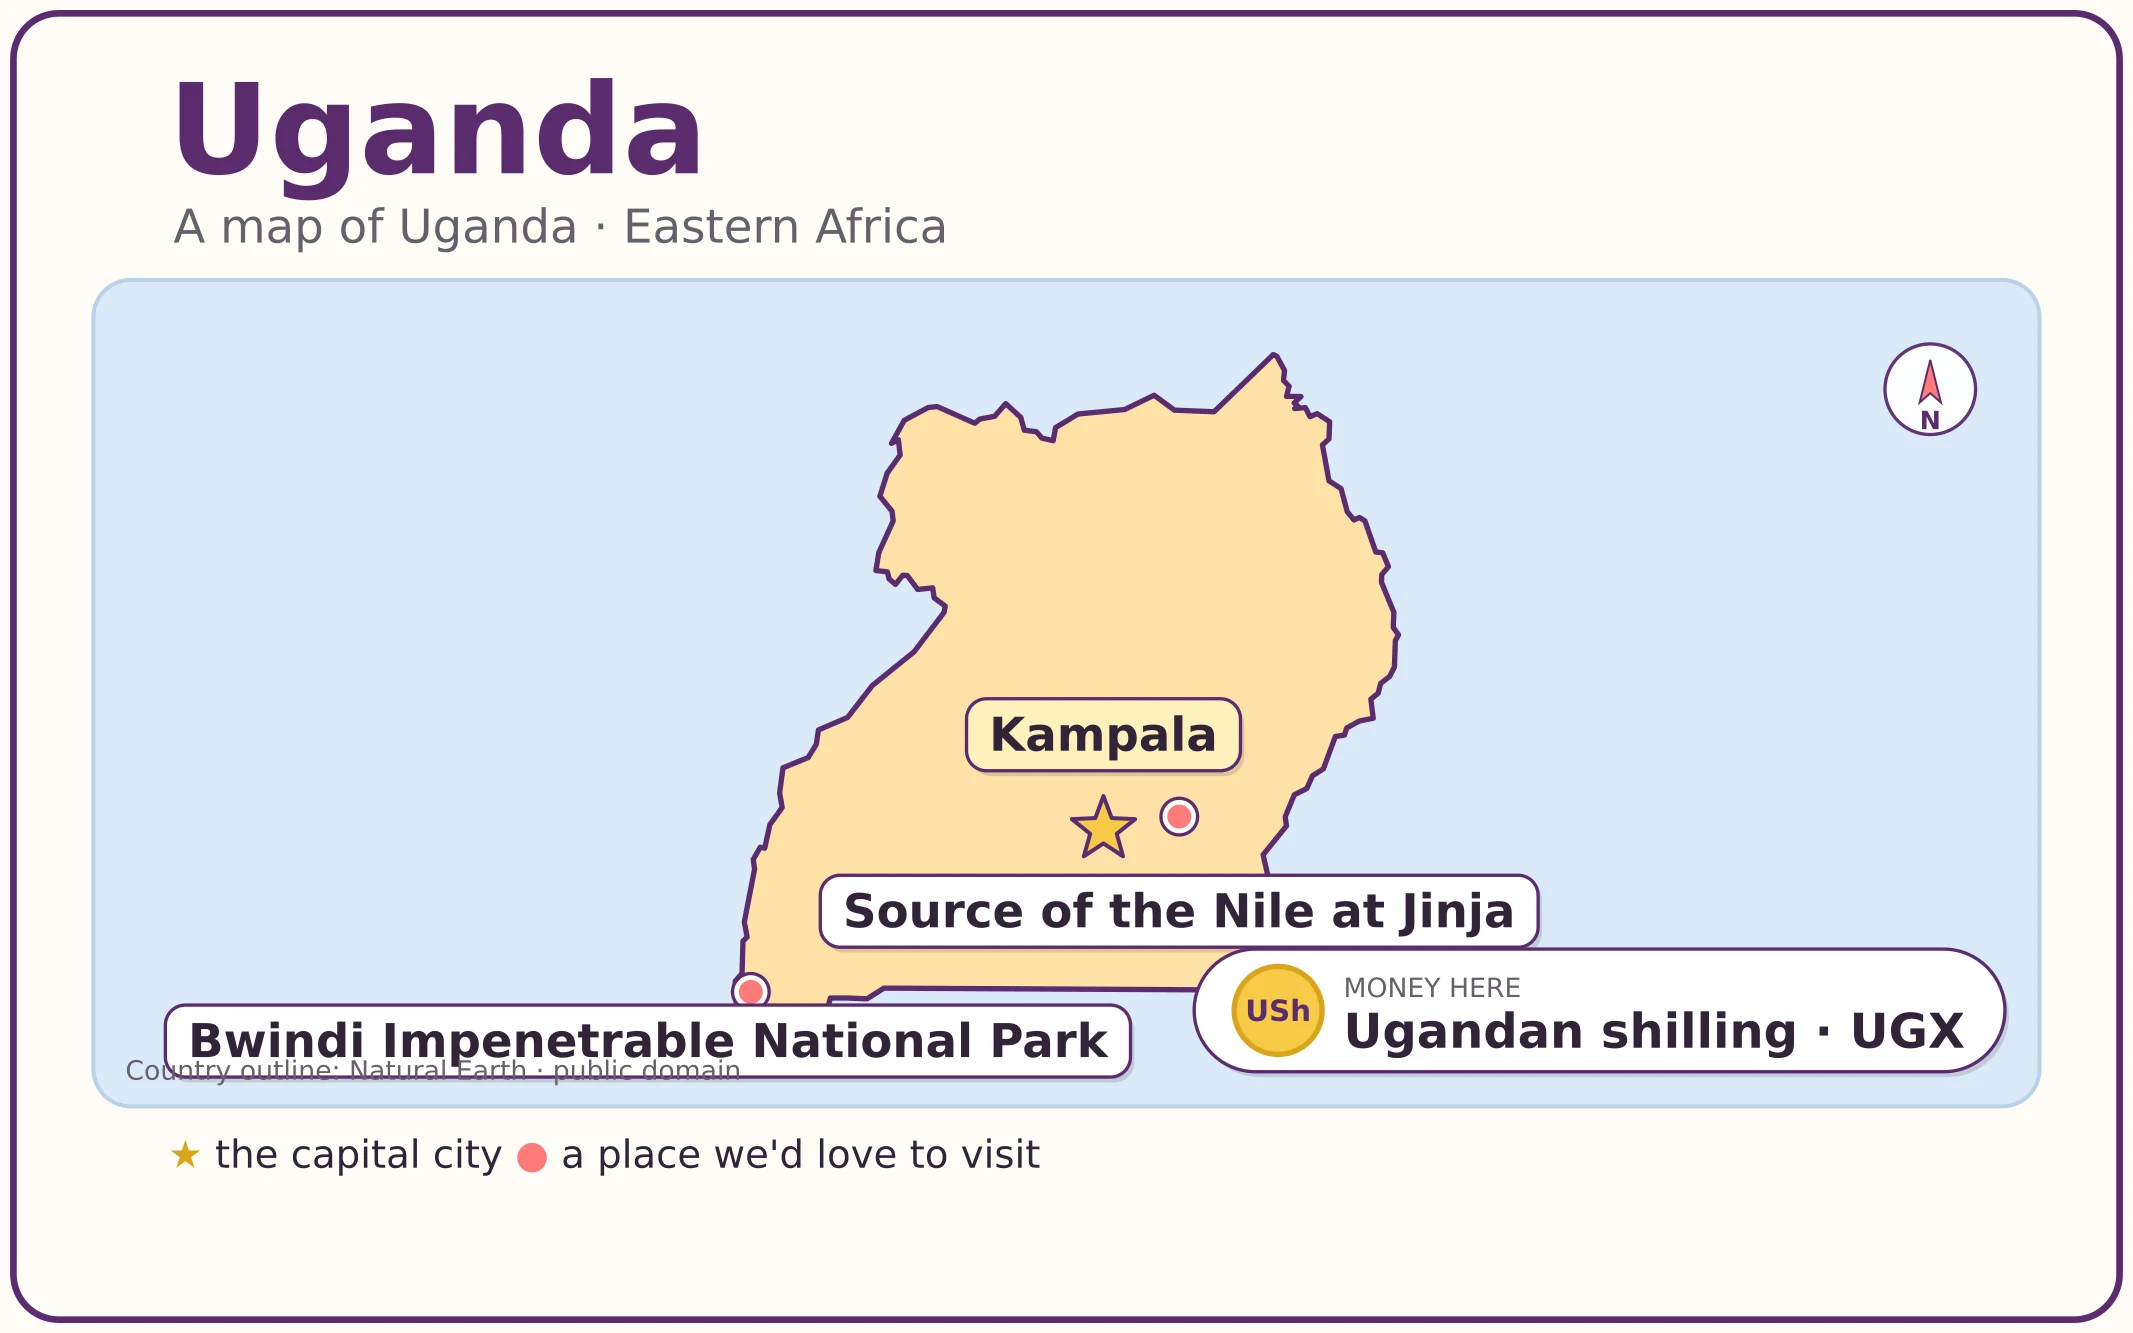 Uganda
A map of Uganda · Eastern Africa
N
Kampala
Source of the Nile at Jinja
MONEY HERE
USh
Ugandan shilling · UGX
Bwindi Impenetrable National Park
Country outline: Natural Earth · public domain
★ the capital city ● a place we'd love to visit